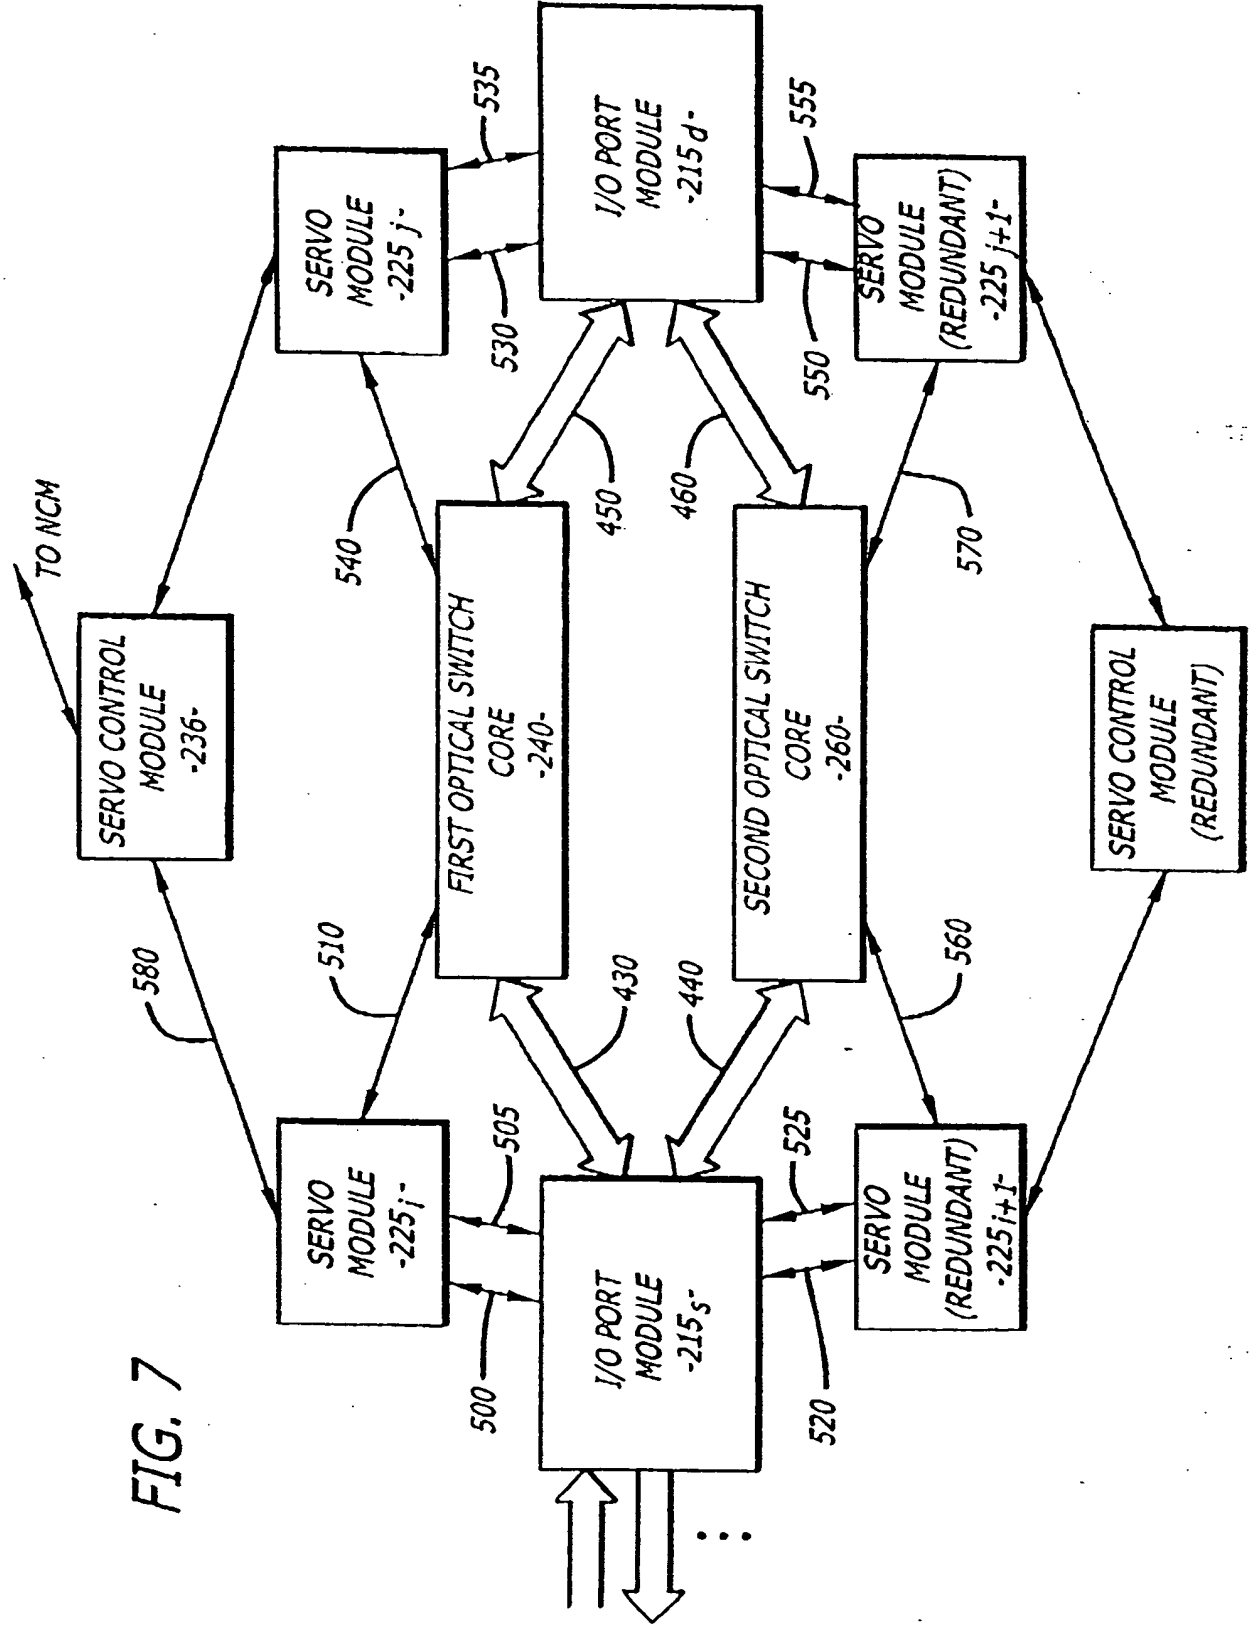 FIG. 7
TO NCM
SERVO CONTROL
MODULE
-236-
580
SERVO
MODULE
-225i-
510
540
SERVO
MODULE
-225 j-
500
505
530
535
FIRST OPTICAL SWITCH
CORE
-240-
430
450
I/O PORT
MODULE
-215s-
I/O PORT
MODULE
-215d-
440
460
SECOND OPTICAL SWITCH
CORE
-260-
520
525
550
555
SERVO
MODULE
(REDUNDANT)
-225i+1-
560
570
SERVO
MODULE
(REDUNDANT)
-225 j+1-
SERVO CONTROL
MODULE
(REDUNDANT)